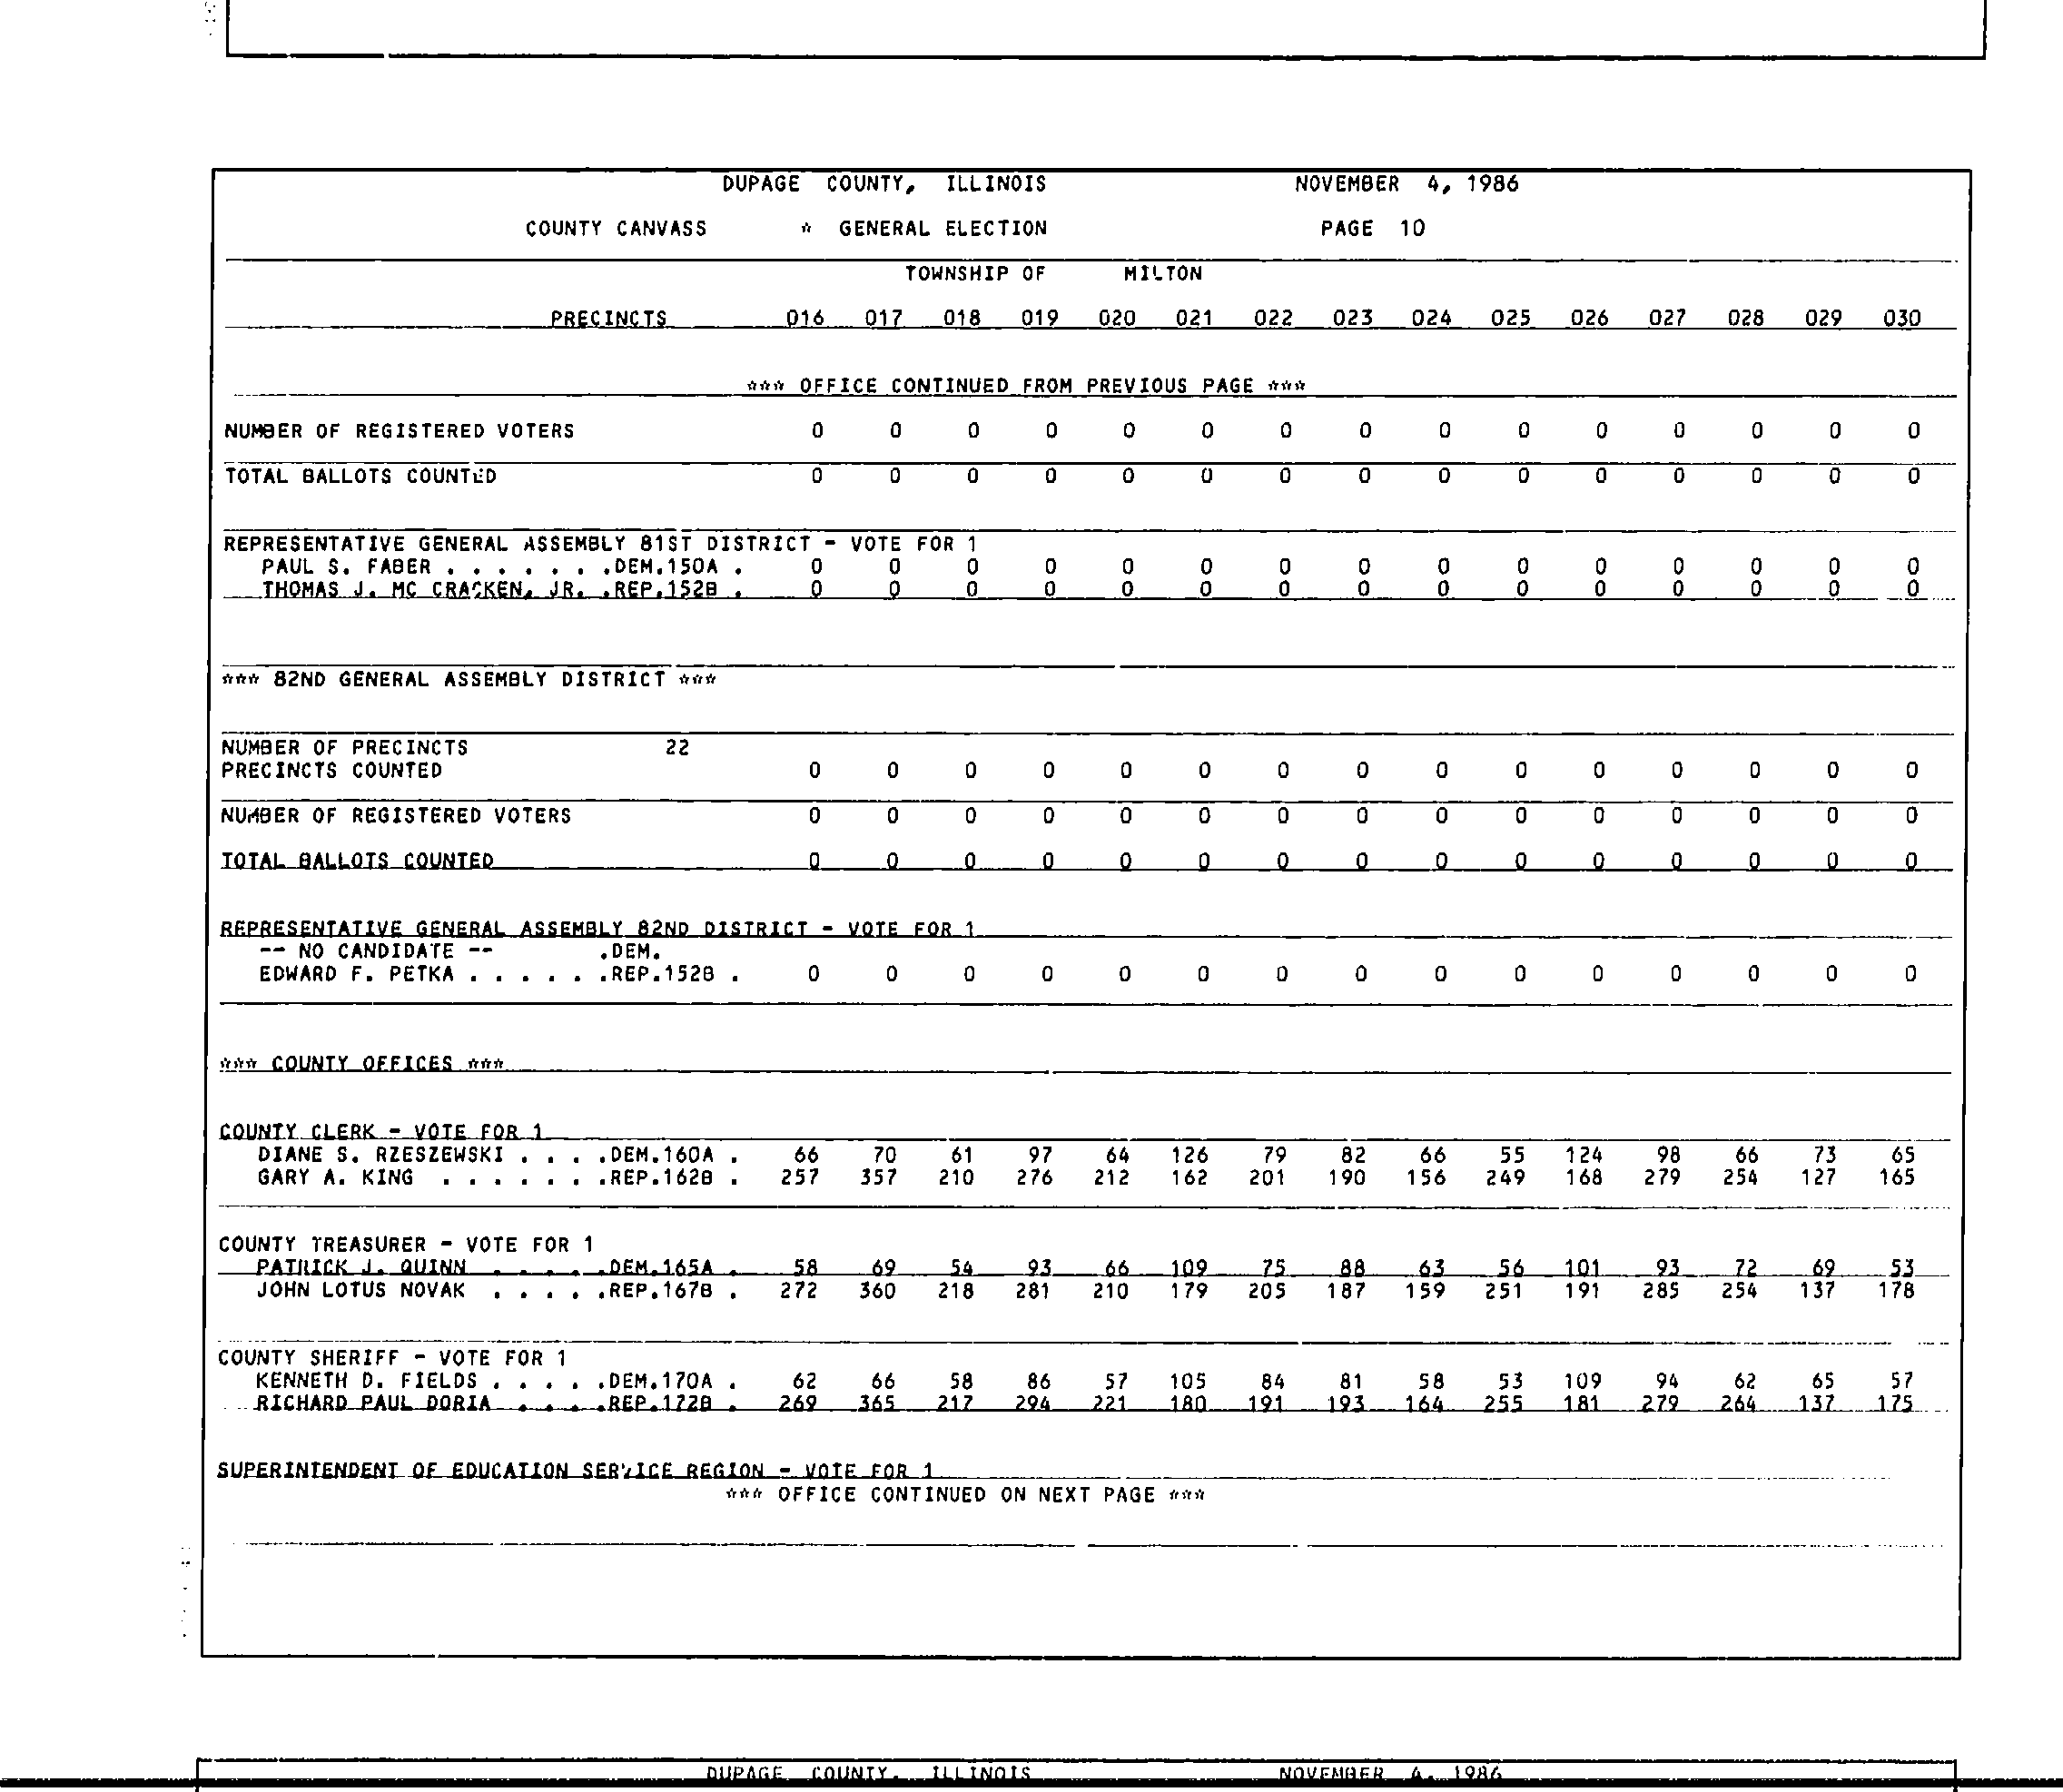 DUPAGE COUNTY, ILLINOIS NOVEMBER 4, 1986
COUNTY CANVASS * GENERAL ELECTION PAGE 10
TOWNSHIP OF MILTON
PRECINCTS 016 017 018 019 020 021 022 023 024 025 026 027 028 029 030
*** OFFICE CONTINUED FROM PREVIOUS PAGE ***
NUMBER OF REGISTERED VOTERS 0 0 0 0 0 0 0 0 0 0 0 0 0 0 0
TOTAL BALLOTS COUNTED 0 0 0 0 0 0 0 0 0 0 0 0 0 0 0
REPRESENTATIVE GENERAL ASSEMBLY 81ST DISTRICT - VOTE FOR 1
PAUL S. FABER . . . . . . .DEM.150A . 0 0 0 0 0 0 0 0 0 0 0 0 0 0 0
THOMAS J. MC CRACKEN, JR. .REP.152B . 0 0 0 0 0 0 0 0 0 0 0 0 0 0 0
*** 82ND GENERAL ASSEMBLY DISTRICT ***
NUMBER OF PRECINCTS 22
PRECINCTS COUNTED 0 0 0 0 0 0 0 0 0 0 0 0 0 0 0
NUMBER OF REGISTERED VOTERS 0 0 0 0 0 0 0 0 0 0 0 0 0 0 0
TOTAL BALLOTS COUNTED 0 0 0 0 0 0 0 0 0 0 0 0 0 0 0
REPRESENTATIVE GENERAL ASSEMBLY 82ND DISTRICT - VOTE FOR 1
-- NO CANDIDATE -- .DEM.
EDWARD F. PETKA . . . . . .REP.152B . 0 0 0 0 0 0 0 0 0 0 0 0 0 0 0
*** COUNTY OFFICES ***
COUNTY CLERK - VOTE FOR 1
DIANE S. RZESZEWSKI . . . .DEM.160A . 66 70 61 97 64 126 79 82 66 55 124 98 66 73 65
GARY A. KING . . . . . . .REP.162B . 257 357 210 276 212 162 201 190 156 249 168 279 254 127 165
COUNTY TREASURER - VOTE FOR 1
PATRICK J. QUINN . . . . .DEM.165A . 58 69 54 93 66 109 75 88 63 56 101 93 72 69 53
JOHN LOTUS NOVAK . . . . .REP.167B . 272 360 218 281 210 179 205 187 159 251 191 285 254 137 178
COUNTY SHERIFF - VOTE FOR 1
KENNETH D. FIELDS . . . . .DEM.170A . 62 66 58 86 57 105 84 81 58 53 109 94 62 65 57
RICHARD PAUL DORIA . . . .REP.172B . 269 365 217 294 221 180 191 193 164 255 181 279 264 137 175
SUPERINTENDENT OF EDUCATION SERVICE REGION - VOTE FOR 1
*** OFFICE CONTINUED ON NEXT PAGE ***
DUPAGE COUNTY, ILLINOIS NOVEMBER 4, 1986